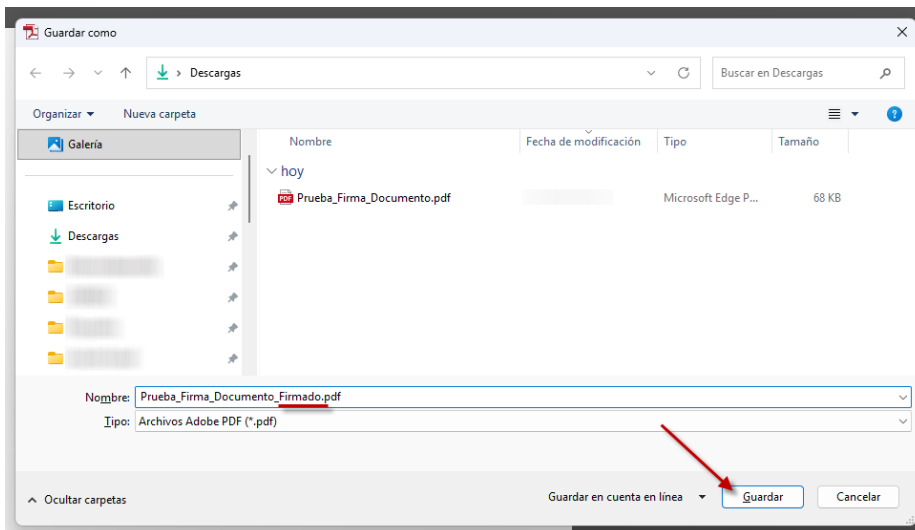 Guardar como
Descargas
Buscar en Descargas
Organizar
Nueva carpeta
?
Galería
Nombre
Fecha de modificación
Tipo
Tamaño
hoy
PDF
Prueba_Firma_Documento.pdf
Microsoft Edge P...
68 KB
Escritorio
Descargas
Nombre: Prueba_Firma_Documento_Firmado.pdf
Tipo: Archivos Adobe PDF (*.pdf)
Ocultar carpetas
Guardar en cuenta en línea
Guardar
Cancelar